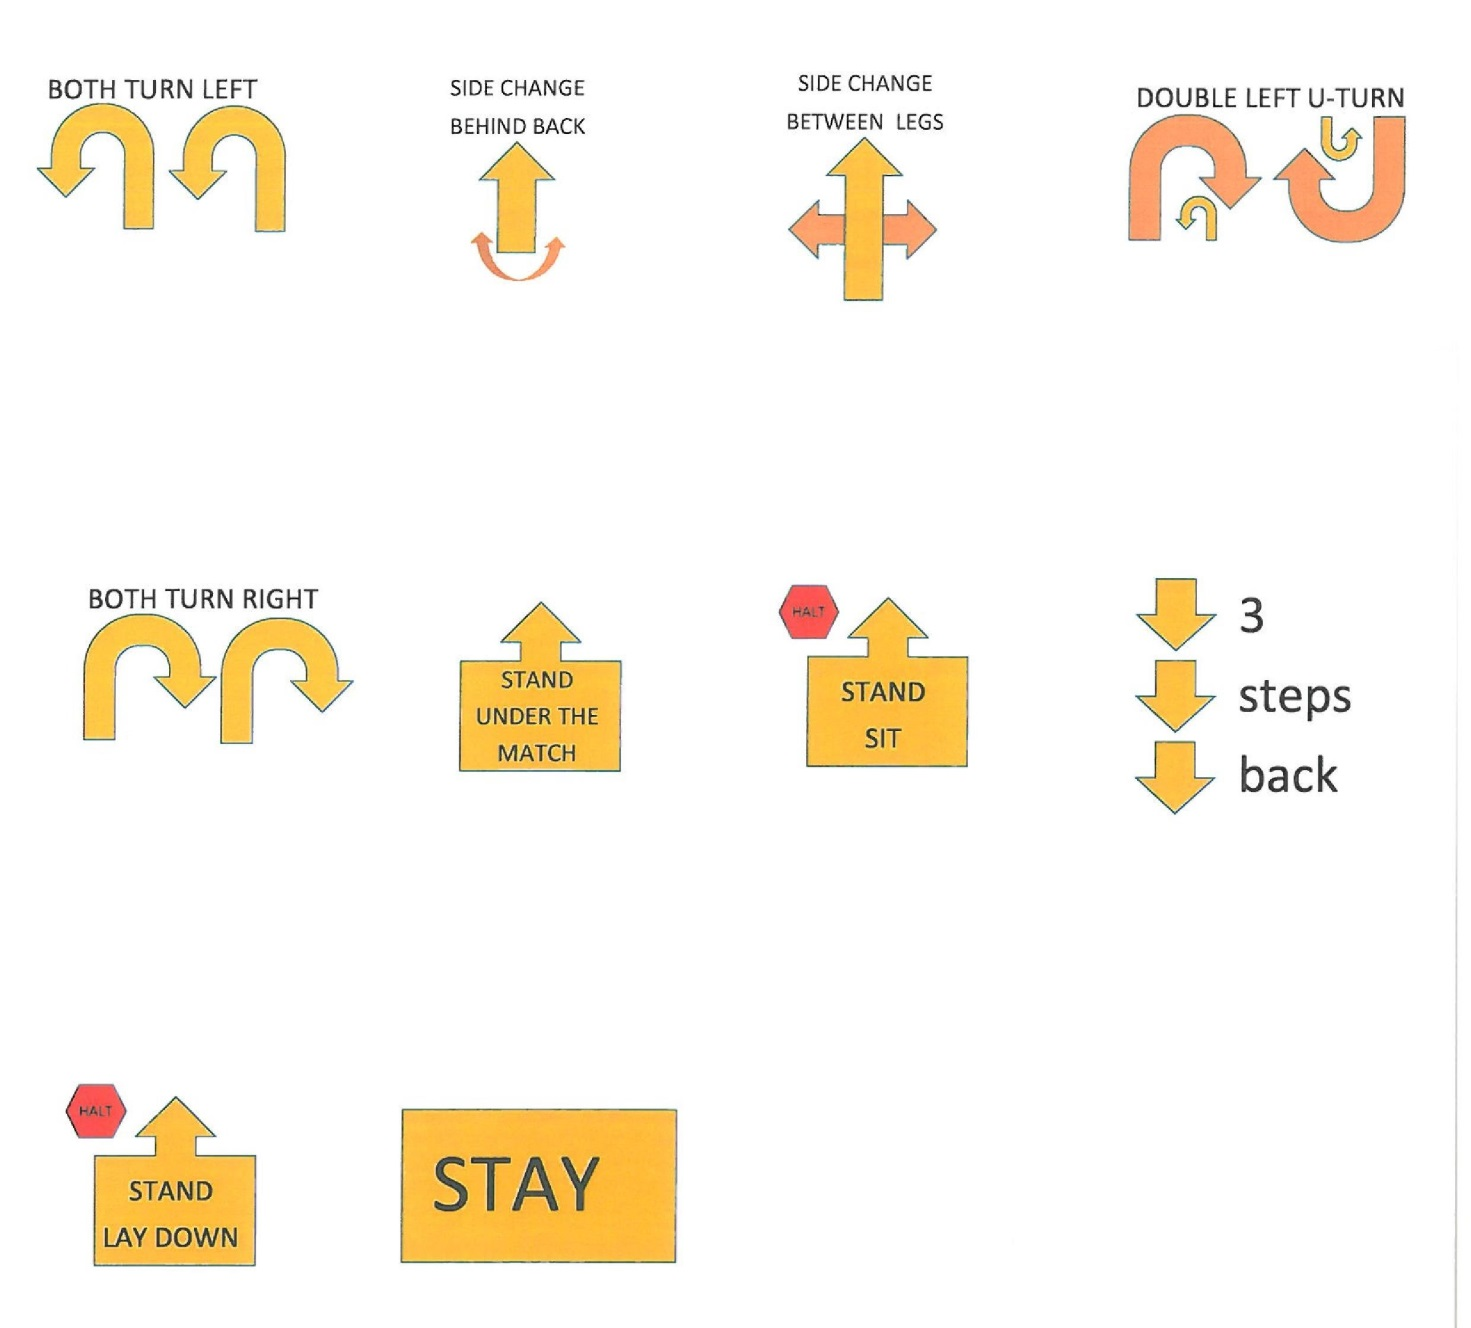 BOTH TURN LEFT
SIDE CHANGE
BEHIND BACK
SIDE CHANGE
BETWEEN LEGS
DOUBLE LEFT U-TURN
BOTH TURN RIGHT
STAND
UNDER THE
MATCH
HALT
STAND
SIT
3
steps
back
HALT
STAND
LAY DOWN
STAY